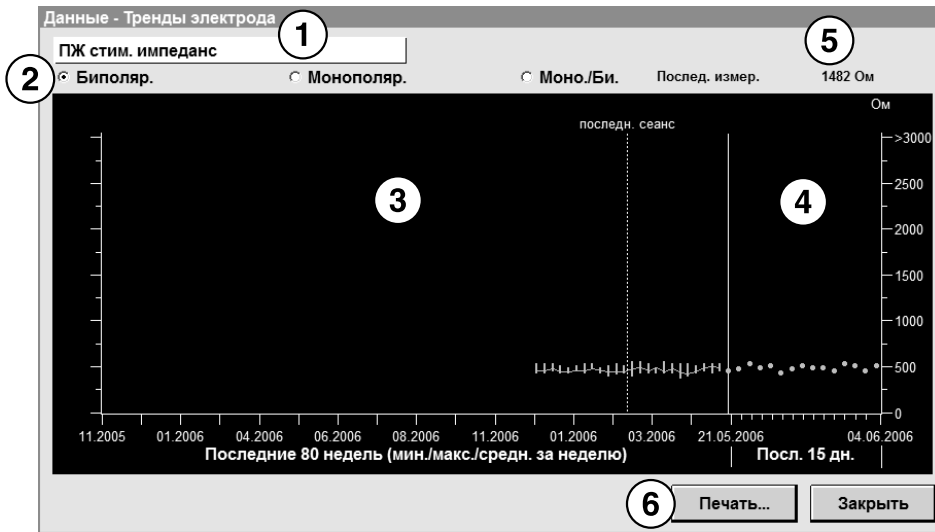 Данные - Тренды электрода
1
5
ПЖ стим. импеданс
2
Биполяр. Монополяр. Моно./Би. Послед. измер. 1482 Ом
Ом
последн. сеанс
>3000
2500
3
4
2000
1500
1000
500
0
11.2005 01.2006 04.2006 06.2006 08.2006 11.2006 01.2006 03.2006 21.05.2006 04.06.2006
Последние 80 недель (мин./макс./средн. за неделю) Посл. 15 дн.
6
Печать... Закрыть